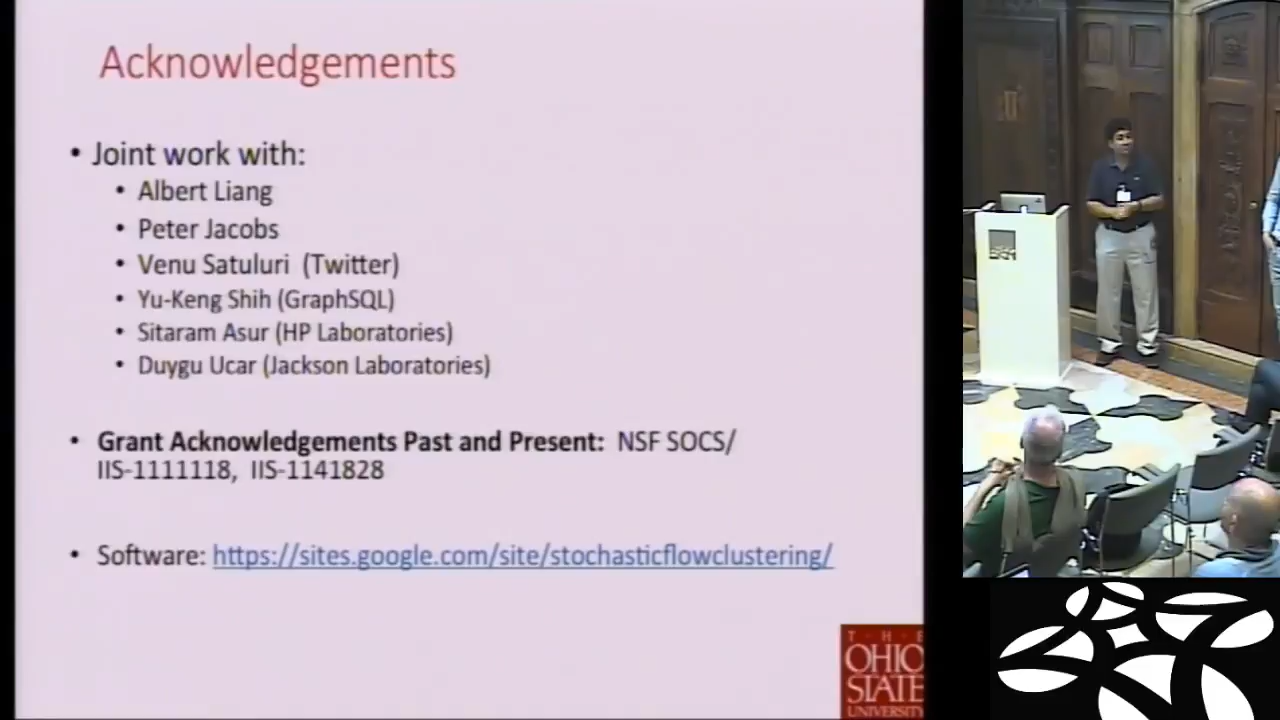 Acknowledgements
• Joint work with:
• Albert Liang
• Peter Jacobs
• Venu Satuluri (Twitter)
• Yu-Keng Shih (GraphSQL)
• Sitaram Asur (HP Laboratories)
• Duygu Ucar (Jackson Laboratories)
• Grant Acknowledgements Past and Present: NSF SOCS/
IIS-1111118, IIS-1141828
• Software: https://sites.google.com/site/stochasticflowclustering/
T · H · E
OHIO
STATE
UNIVERSITY